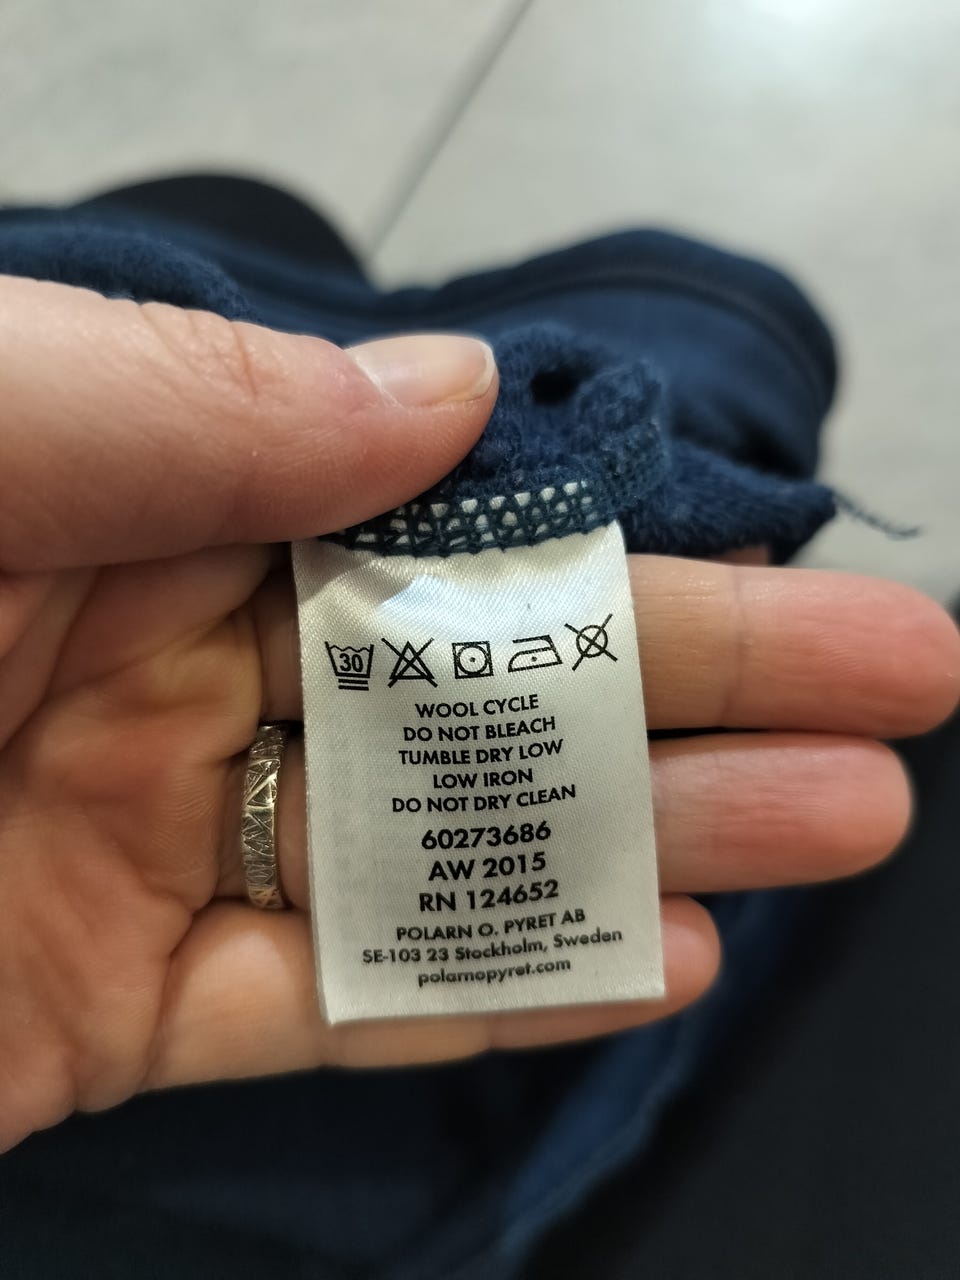 30
WOOL CYCLE
DO NOT BLEACH
TUMBLE DRY LOW
LOW IRON
DO NOT DRY CLEAN
60273686
AW 2015
RN 124652
POLARN O. PYRET AB
SE-103 23 Stockholm, Sweden
polarnopyret.com